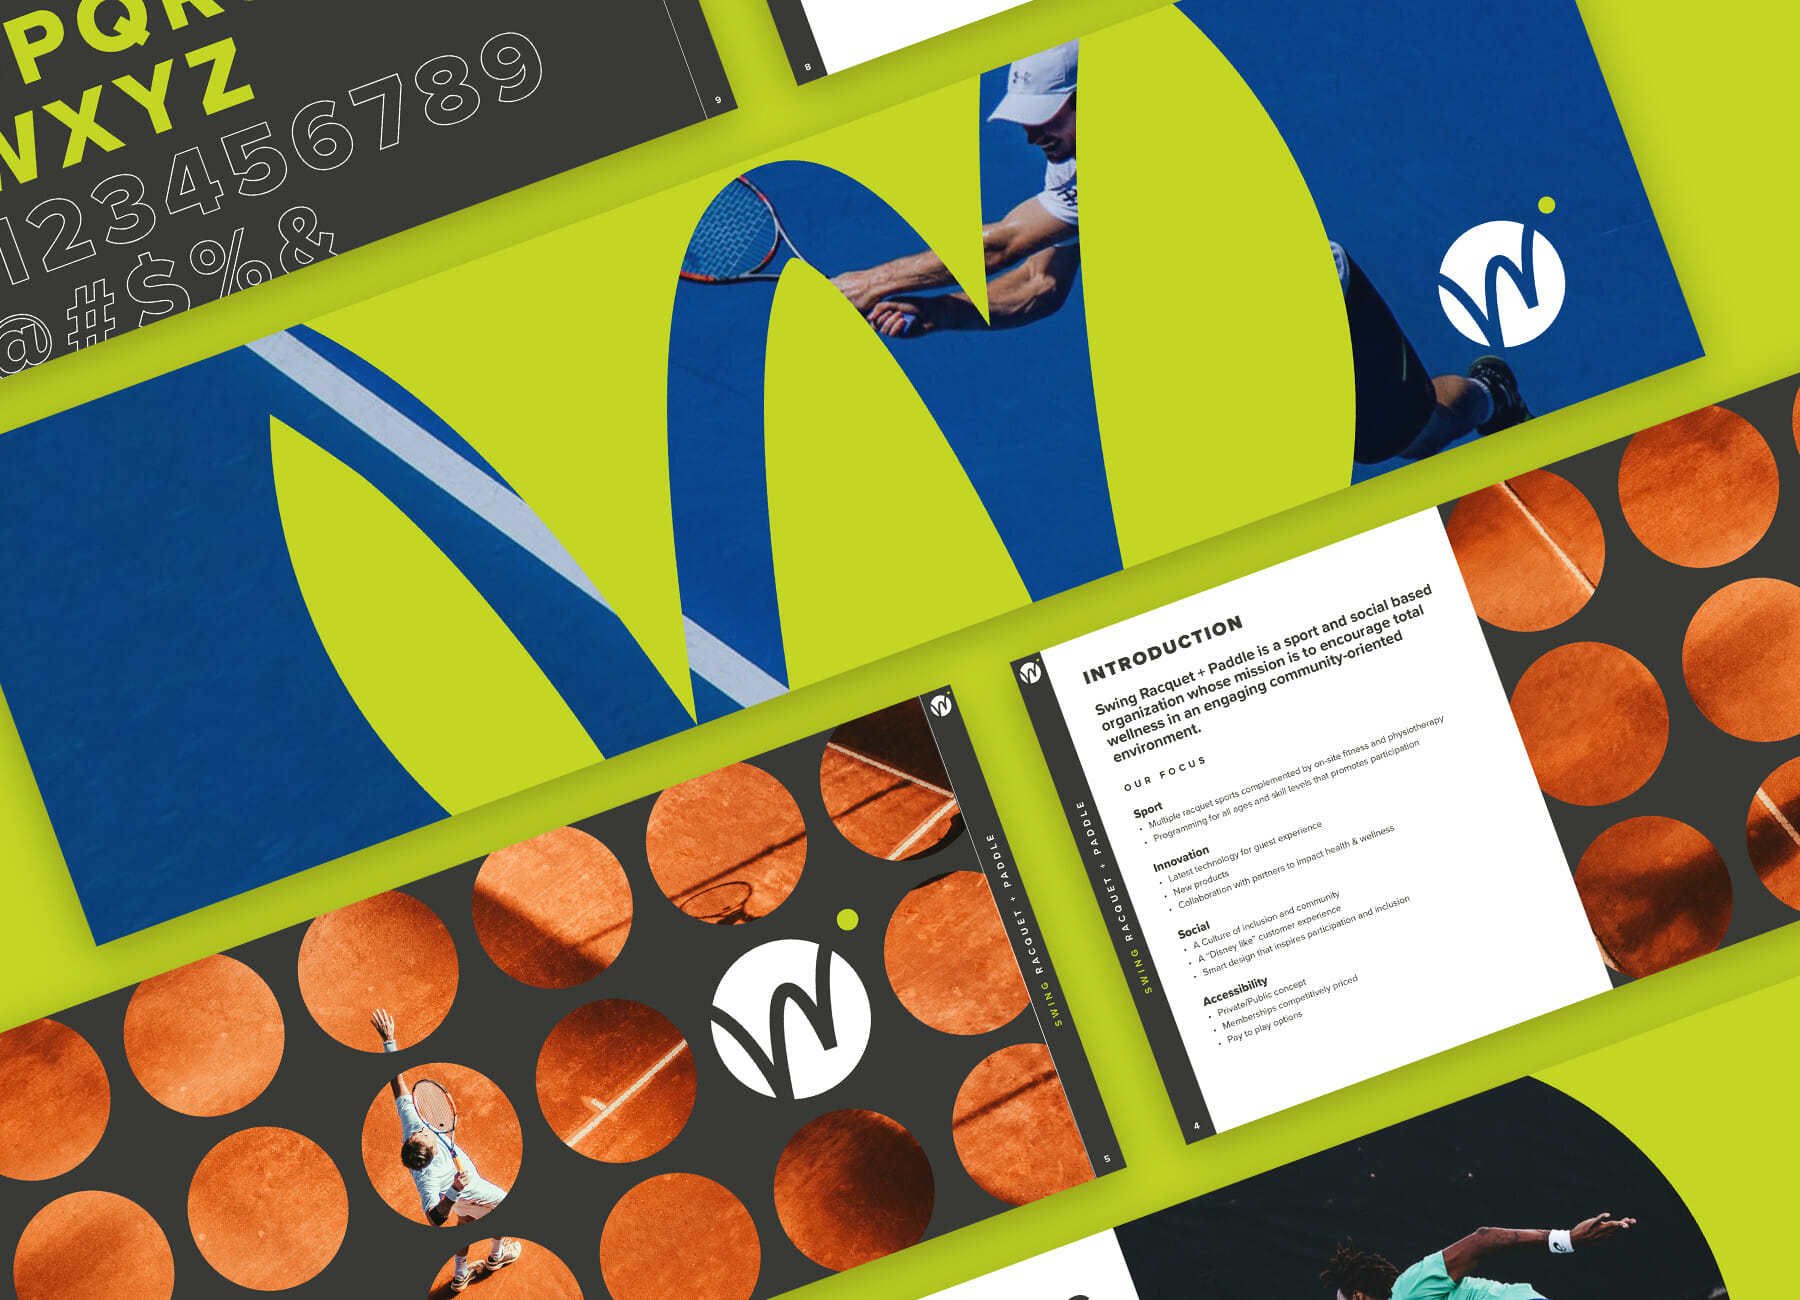 PQR
WXYZ
123456789
@#$%&
9
8
INTRODUCTION
Swing Racquet + Paddle is a sport and social based
organization whose mission is to encourage total
wellness in an engaging community-oriented
environment.
OUR FOCUS
Sport
• Multiple racquet sports complemented by on-site fitness and physiotherapy
• Programming for all ages and skill levels that promotes participation
Innovation
• Latest technology for guest experience
• New products
• Collaboration with partners to impact health & wellness
Social
• A Culture of inclusion and community
• A "Disney like" customer experience
• Smart design that inspires participation and inclusion
Accessibility
• Private/Public concept
• Memberships competitively priced
• Pay to play options
SWING RACQUET + PADDLE
4
SWING RACQUET + PADDLE
5